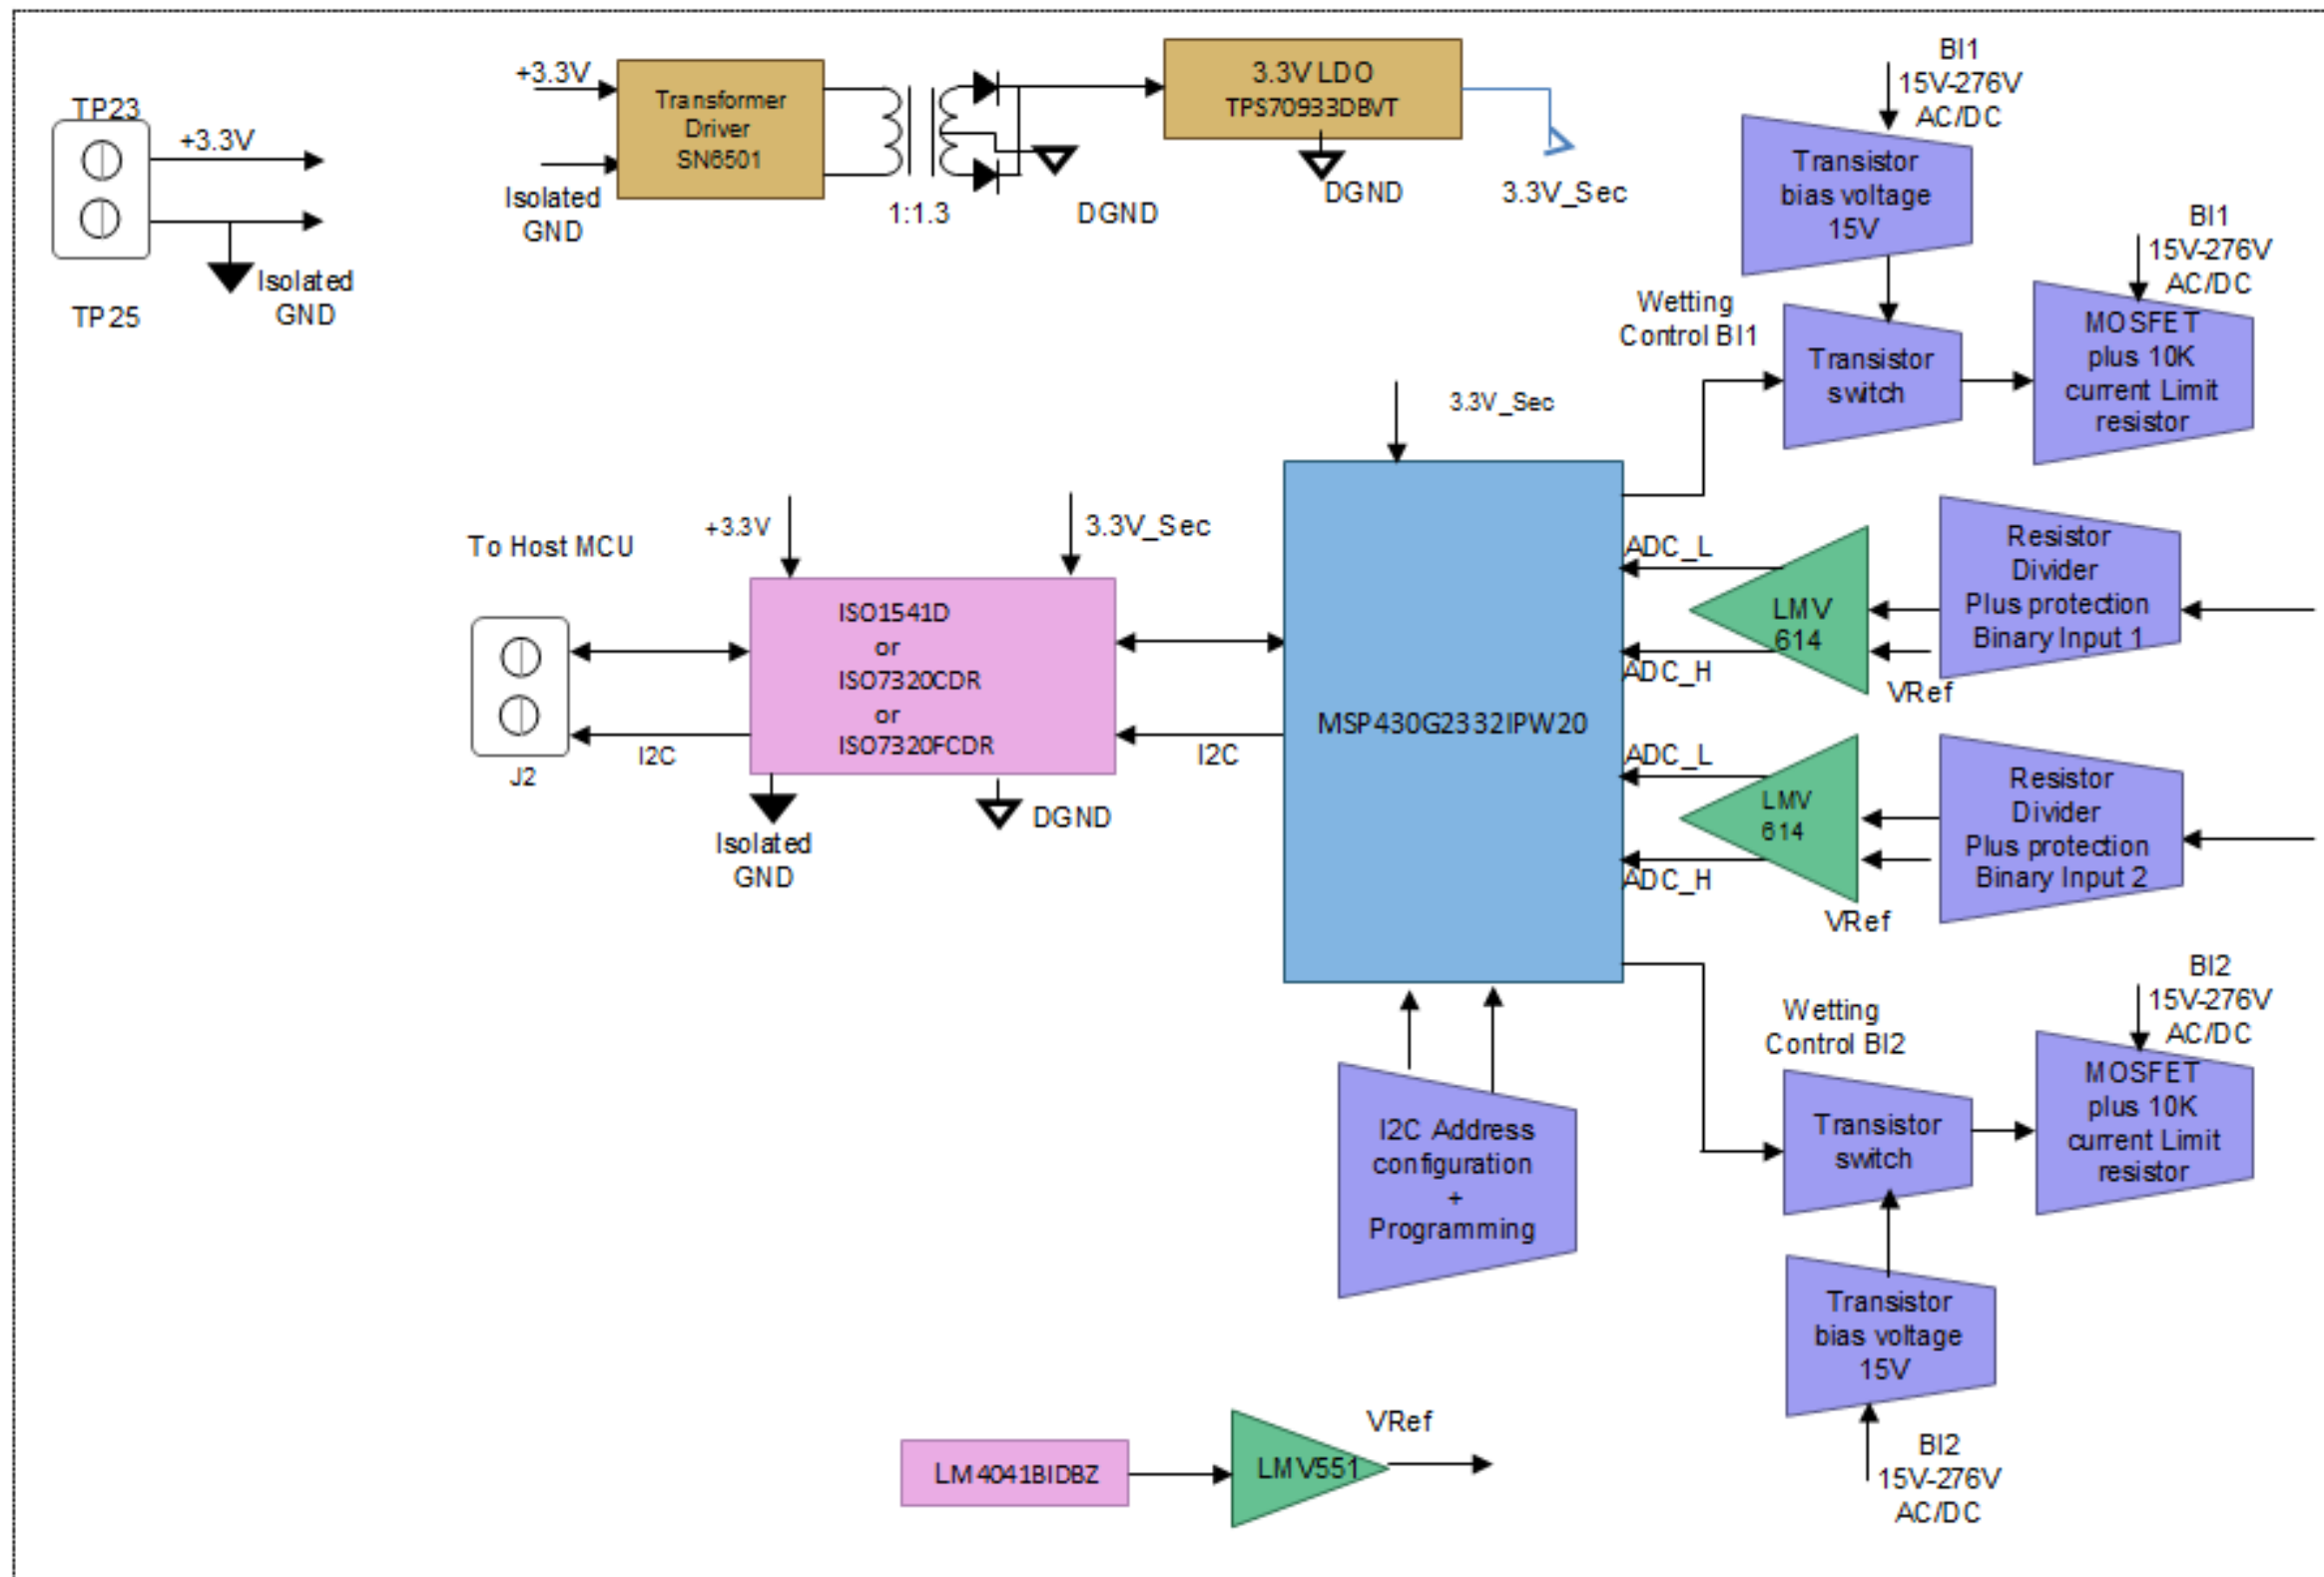 TP23
+3.3V
Isolated
GND
TP25
+3.3V
Isolated
GND
Transformer
Driver
SN6501
1:1.3
DGND
3.3V LDO
TPS70933DBVT
DGND
3.3V_Sec
BI1
15V-276V
AC/DC
Transistor
bias voltage
15V
BI1
15V-276V
AC/DC
Wetting
Control BI1
Transistor
switch
MOSFET
plus 10K
current Limit
resistor
3.3V_Sec
To Host MCU
+3.3V
3.3V_Sec
ISO1541D
or
ISO7320CDR
or
ISO7320FCDR
J2
I2C
I2C
Isolated
GND
DGND
MSP430G2332IPW20
ADC_L
ADC_H
LMV
614
VRef
Resistor
Divider
Plus protection
Binary Input 1
ADC_L
ADC_H
LMV
614
VRef
Resistor
Divider
Plus protection
Binary Input 2
Wetting
Control BI2
BI2
15V-276V
AC/DC
Transistor
switch
MOSFET
plus 10K
current Limit
resistor
I2C Address
configuration
+
Programming
Transistor
bias voltage
15V
BI2
15V-276V
AC/DC
LM4041BIDBZ
LMV551
VRef